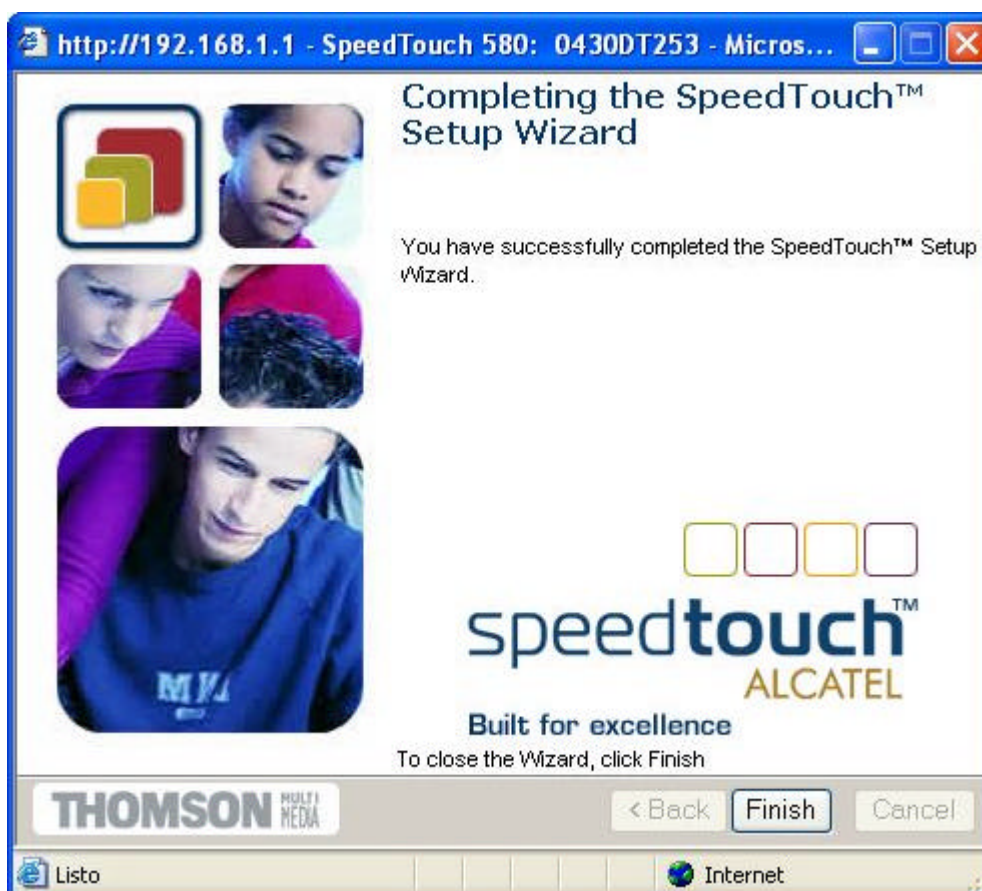 http://192.168.1.1 - SpeedTouch 580: 0430DT253 - Micros...
Completing the SpeedTouch™
Setup Wizard
You have successfully completed the SpeedTouch™ Setup
Wizard.
speedtouch™
ALCATEL
Built for excellence
To close the Wizard, click Finish
THOMSON MULTI
MEDIA
< Back Finish Cancel
Listo Internet